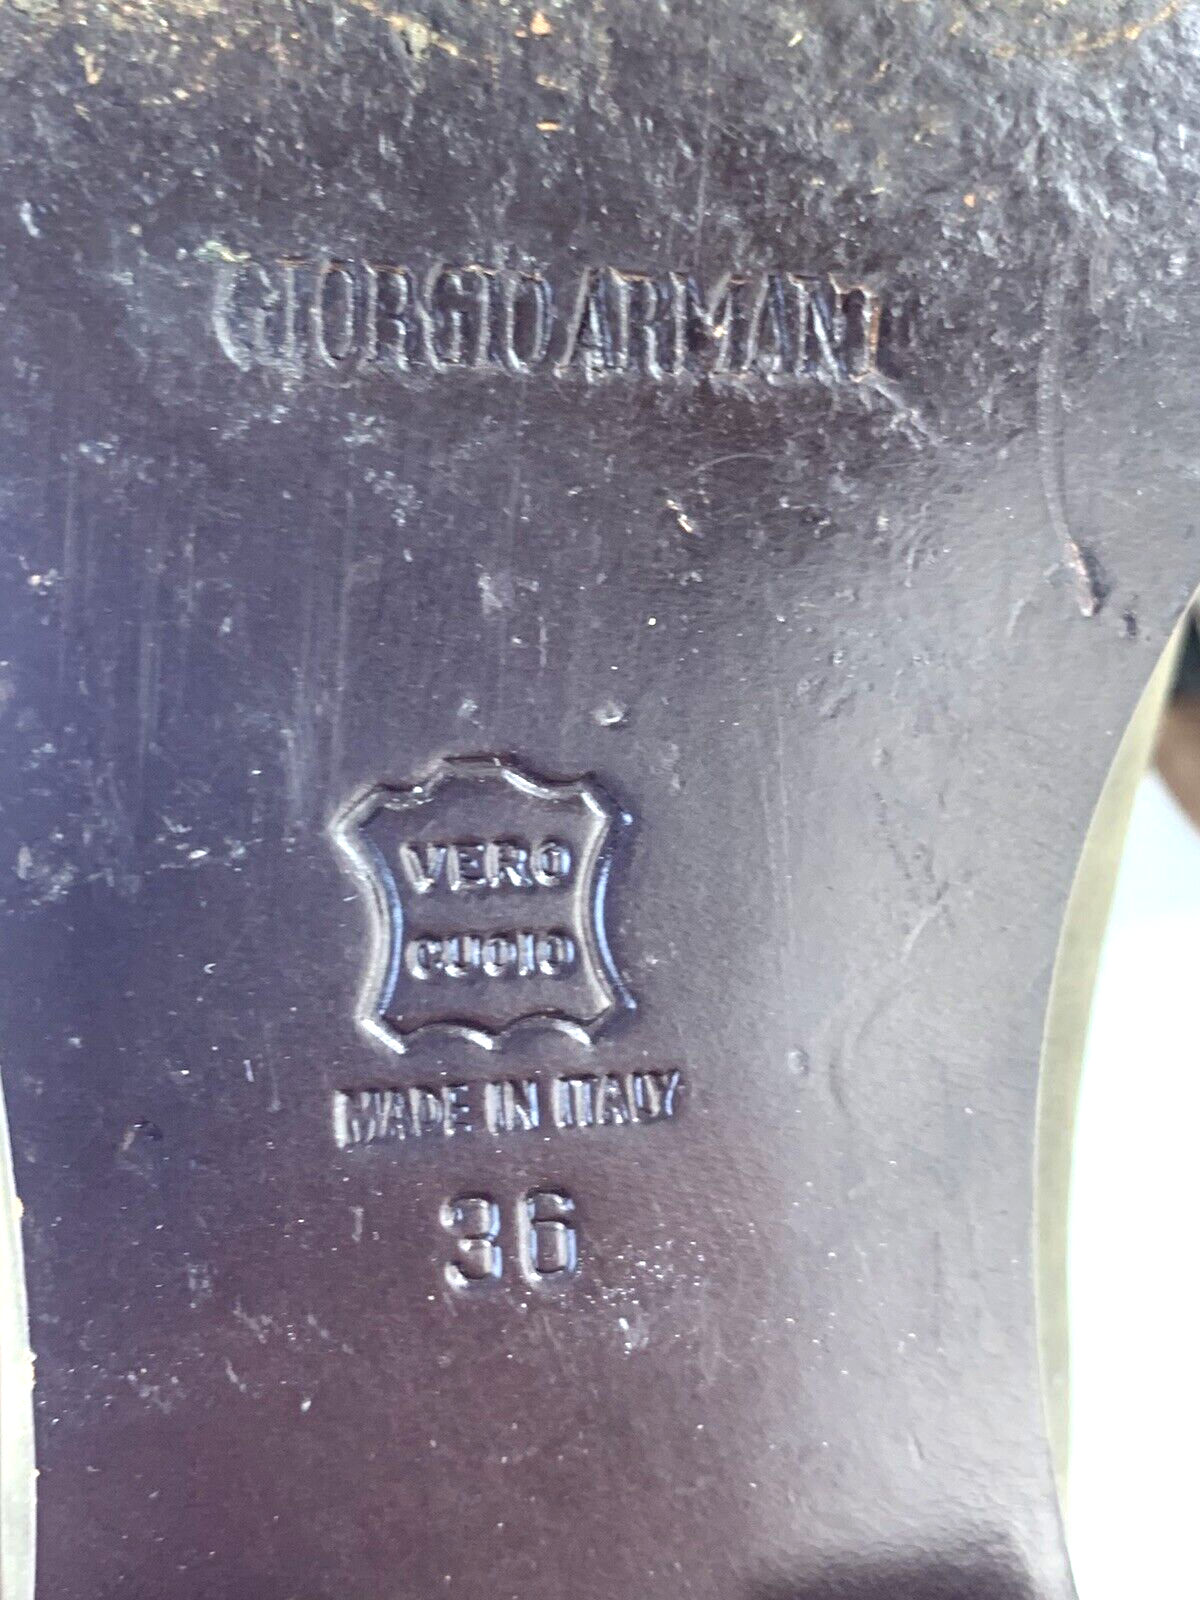 GIORGIO ARMANI
VERO
CUOIO
MADE IN ITALY
36